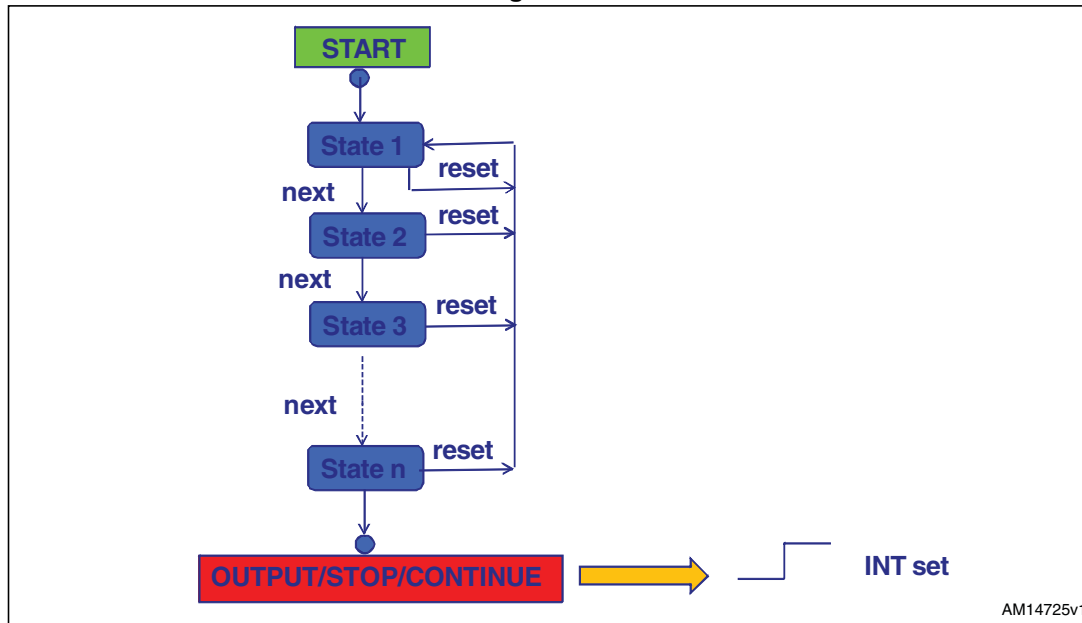 START
State 1
reset
next
reset
State 2
next
reset
State 3
next
reset
State n
OUTPUT/STOP/CONTINUE
INT set
AM14725v1